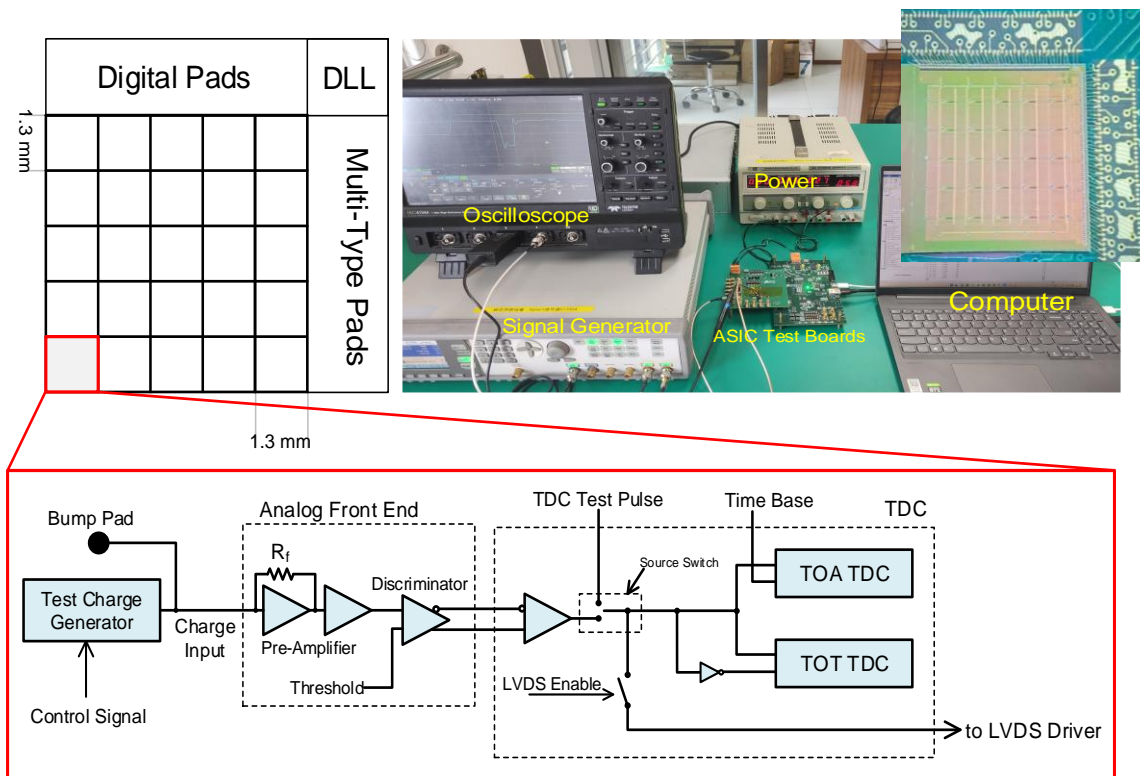 Digital Pads
DLL
1.3 mm
Multi-Type Pads
1.3 mm
Oscilloscope
Power
Signal Generator
ASIC Test Boards
Computer
Bump Pad
Test Charge
Generator
Control Signal
Charge
Input
Analog Front End
Rf
Pre-Amplifier
Discriminator
Threshold
TDC Test Pulse
Time Base
TDC
Source Switch
TOA TDC
TOT TDC
LVDS Enable
to LVDS Driver